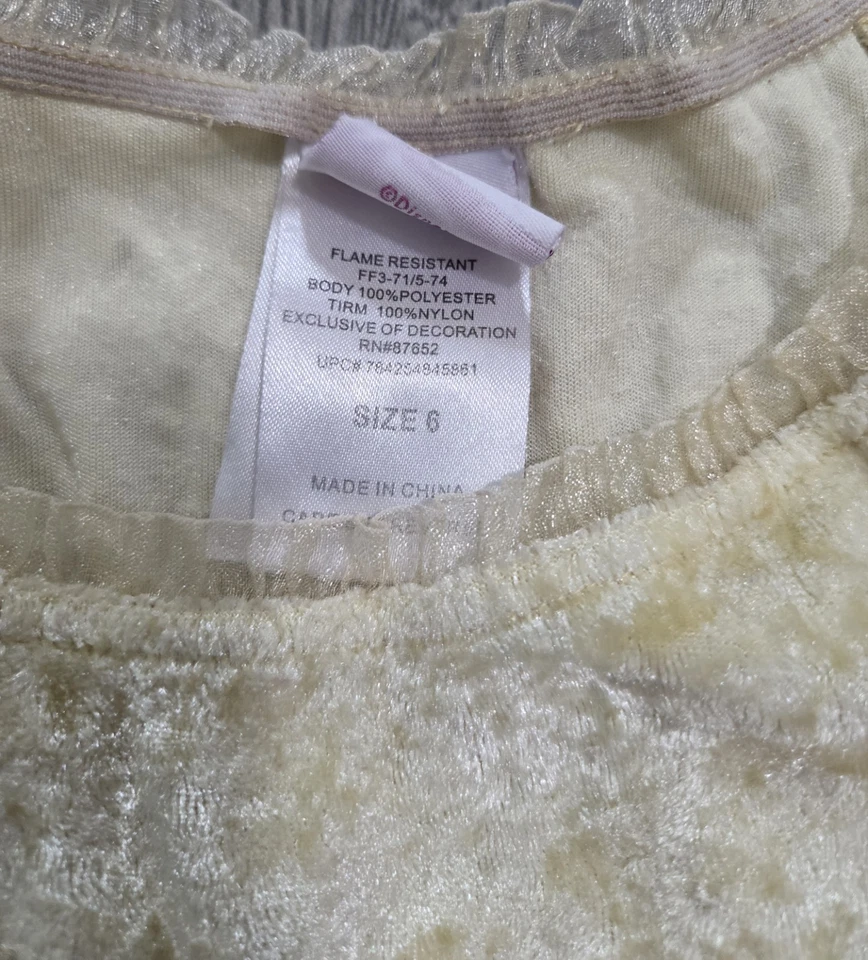 ©Dis
FLAME RESISTANT
FF3-71/5-74
BODY 100%POLYESTER
TIRM 100%NYLON
EXCLUSIVE OF DECORATION
RN#87652
UPC# 784254845861
SIZE 6
MADE IN CHINA